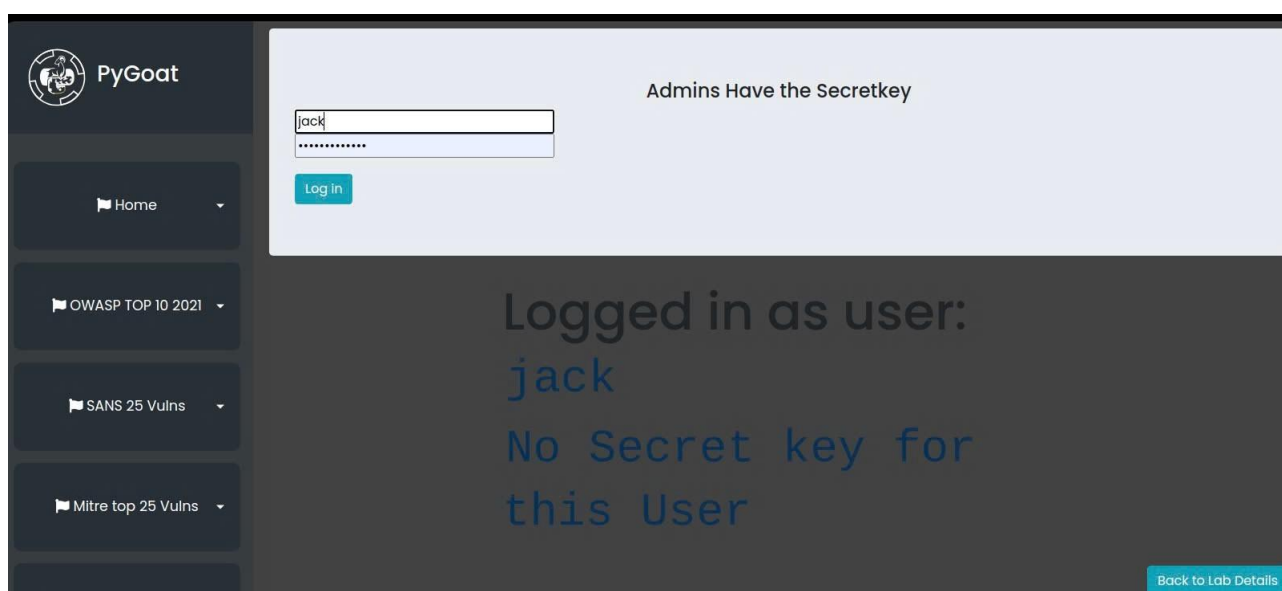 PyGoat
Admins Have the Secretkey
jack
•••••••••••••
Log in
Home
OWASP TOP 10 2021
SANS 25 Vulns
Mitre top 25 Vulns
Logged in as user:
jack
No Secret key for
this User
Back to Lab Details